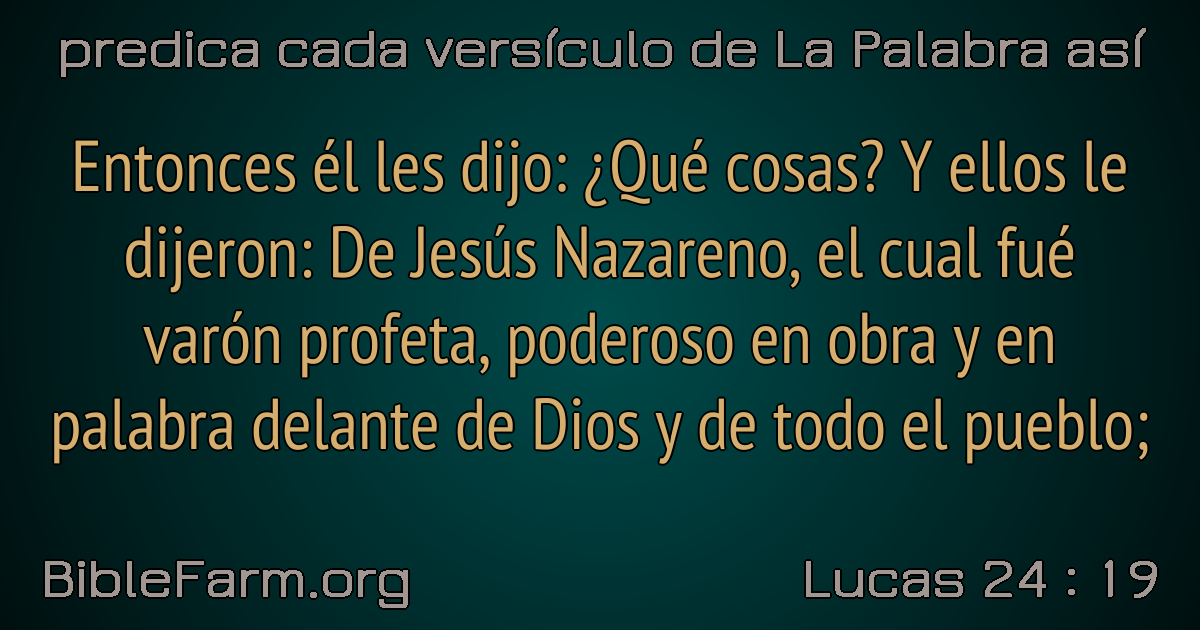 predica cada versículo de La Palabra así
Entonces él les dijo: ¿Qué cosas? Y ellos le
dijeron: De Jesús Nazareno, el cual fué
varón profeta, poderoso en obra y en
palabra delante de Dios y de todo el pueblo;
BibleFarm.org
Lucas 24 : 19